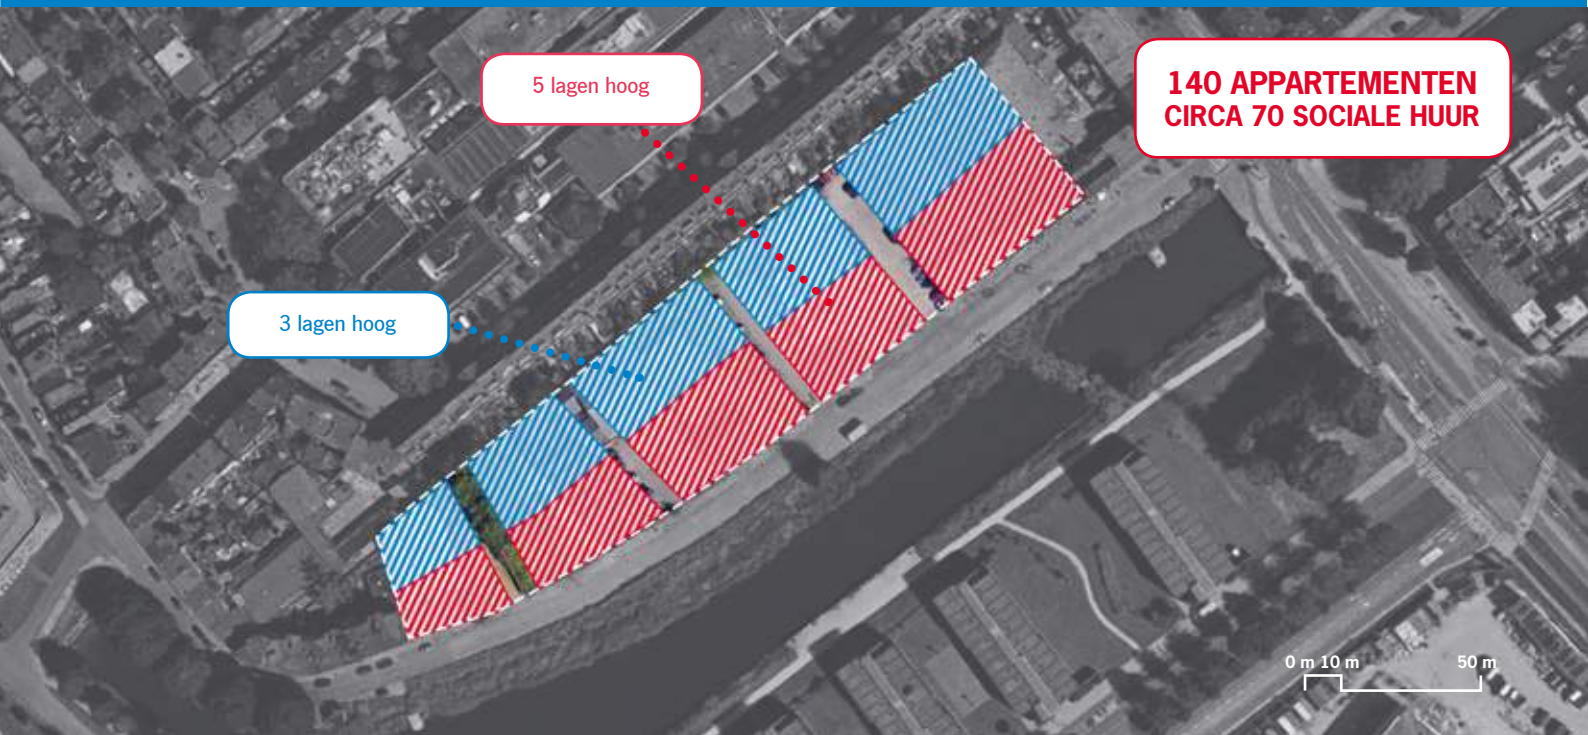 5 lagen hoog
140 APPARTEMENTEN
CIRCA 70 SOCIALE HUUR
3 lagen hoog
0 m 10 m 50 m